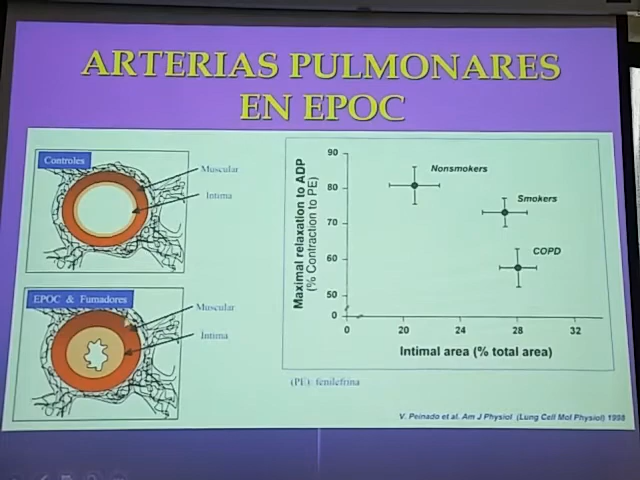 ARTERIAS PULMONARES
EN EPOC
Controles
Muscular
Intima
EPOC & Fumadores
Muscular
Íntima
Maximal relaxation to ADP
(% Contraction to PE)
90
80
70
60
50
0
Nonsmokers
Smokers
COPD
0
20
24
28
32
Intimal area (% total area)
(PE): fenilefrina
V. Peinado et al. Am J Physiol (Lung Cell Mol Physiol) 1998